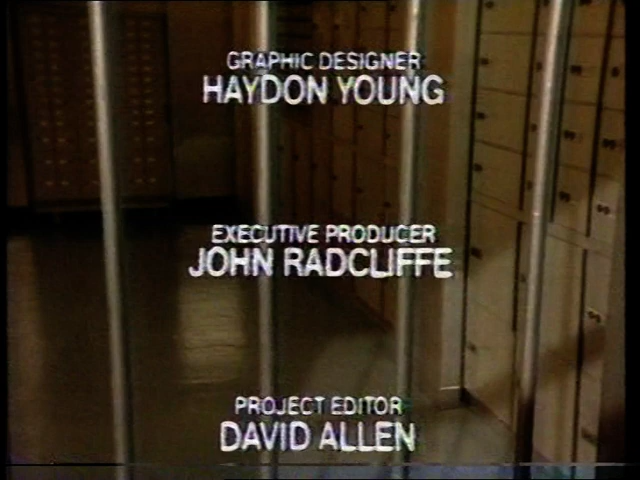 GRAPHIC DESIGNER
HAYDON YOUNG
EXECUTIVE PRODUCER
JOHN RADCLIFFE
PROJECT EDITOR
DAVID ALLEN